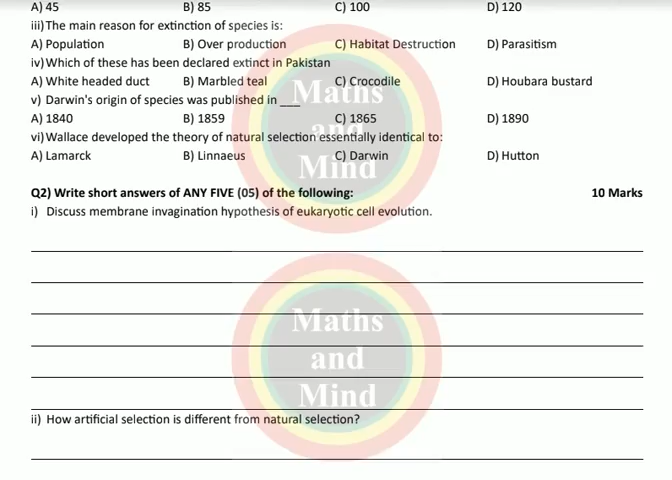 A) 45 B) 85 C) 100 D) 120
iii) The main reason for extinction of species is:
A) Population B) Over production C) Habitat Destruction D) Parasitism
iv) Which of these has been declared extinct in Pakistan
A) White headed duct B) Marbled teal C) Crocodile D) Houbara bustard
v) Darwin's origin of species was published in ___
A) 1840 B) 1859 C) 1865 D) 1890
vi) Wallace developed the theory of natural selection essentially identical to:
A) Lamarck B) Linnaeus C) Darwin D) Hutton
Maths
and
Mind
Q2) Write short answers of ANY FIVE (05) of the following: 10 Marks
i) Discuss membrane invagination hypothesis of eukaryotic cell evolution.
Maths
and
Mind
ii) How artificial selection is different from natural selection?